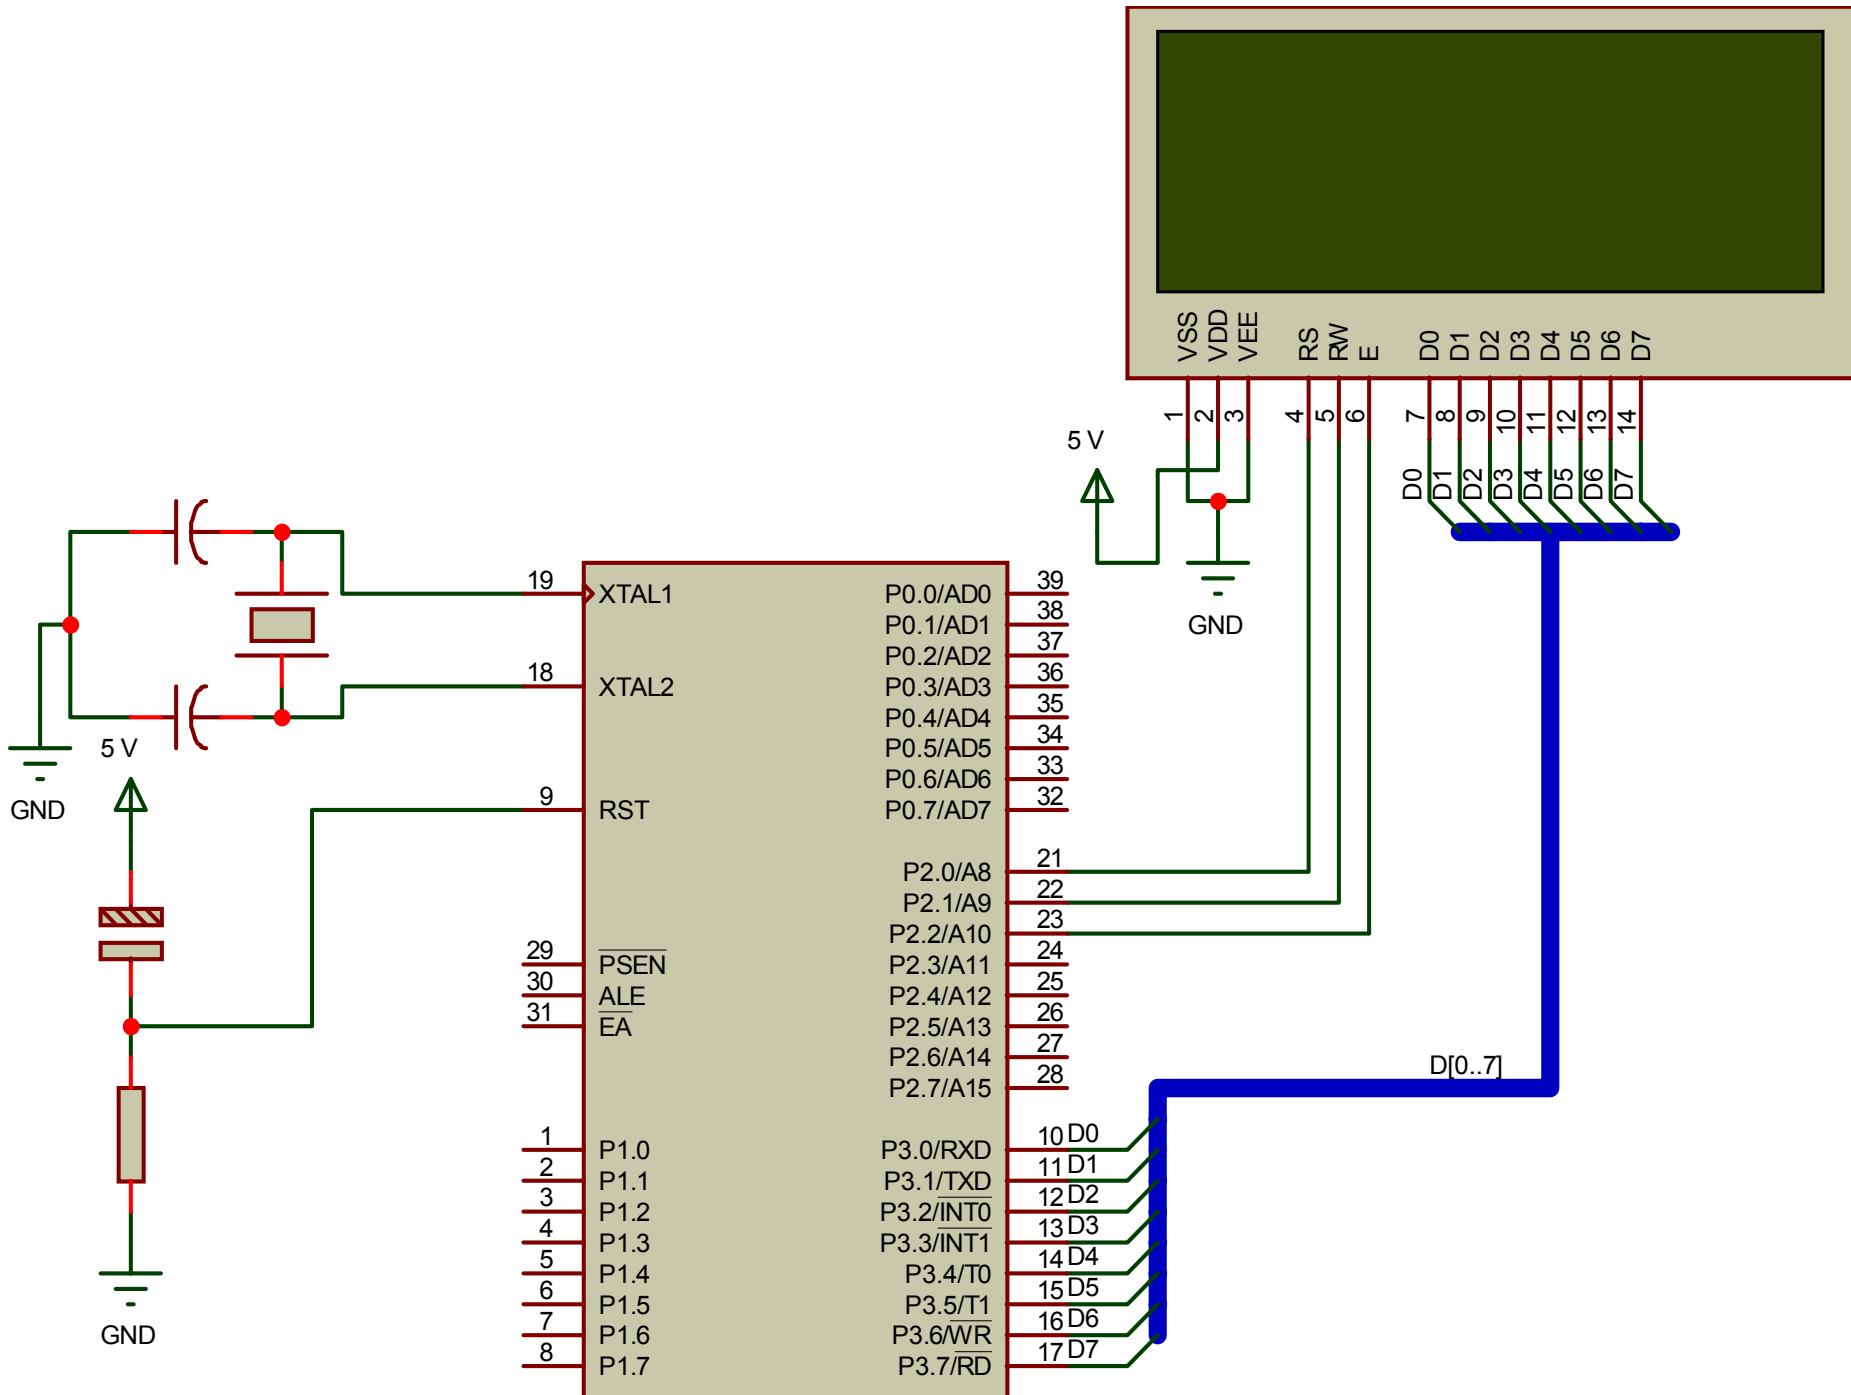 VSS
VDD
VEE
RS
RW
E
D0
D1
D2
D3
D4
D5
D6
D7
1
2
3
4
5
6
7
8
9
10
11
12
13
14
D0
D1
D2
D3
D4
D5
D6
D7
5 V
GND
GND
5 V
GND
19 XTAL1
18 XTAL2
9 RST
29 PSEN
30 ALE
31 EA
1 P1.0
2 P1.1
3 P1.2
4 P1.3
5 P1.4
6 P1.5
7 P1.6
8 P1.7
P0.0/AD0 39
P0.1/AD1 38
P0.2/AD2 37
P0.3/AD3 36
P0.4/AD4 35
P0.5/AD5 34
P0.6/AD6 33
P0.7/AD7 32
P2.0/A8 21
P2.1/A9 22
P2.2/A10 23
P2.3/A11 24
P2.4/A12 25
P2.5/A13 26
P2.6/A14 27
P2.7/A15 28
P3.0/RXD 10 D0
P3.1/TXD 11 D1
P3.2/INT0 12 D2
P3.3/INT1 13 D3
P3.4/T0 14 D4
P3.5/T1 15 D5
P3.6/WR 16 D6
P3.7/RD 17 D7
D[0..7]